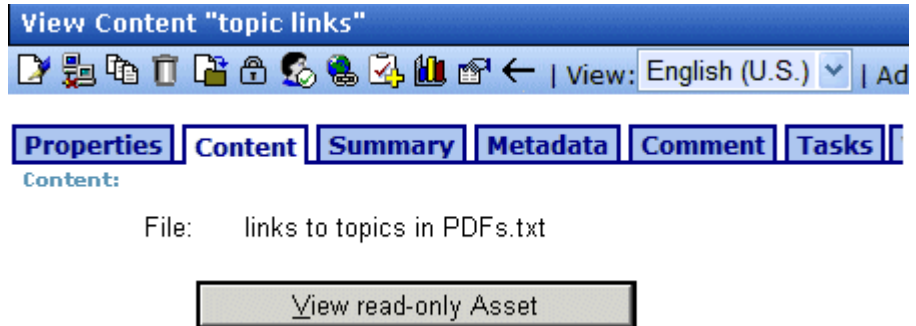 View Content "topic links"
| View: English (U.S.) | Ad
Properties Content Summary Metadata Comment Tasks
Content:
File: links to topics in PDFs.txt
View read-only Asset